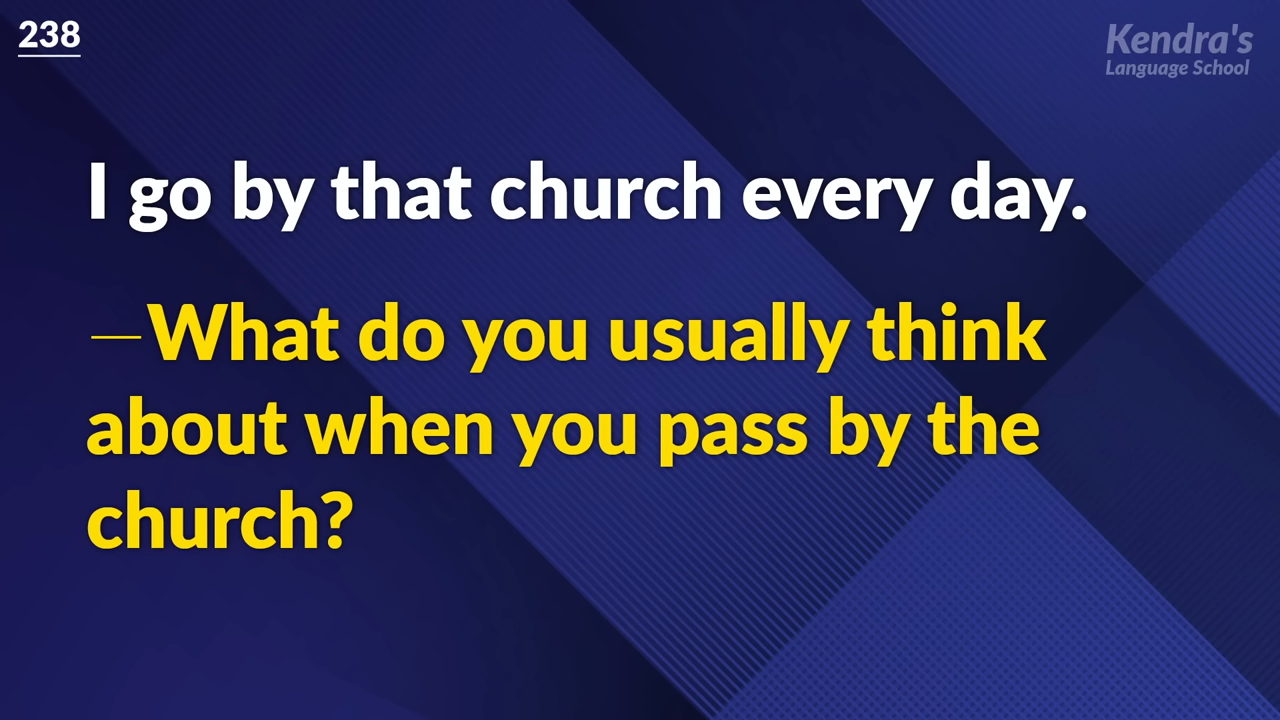 238
Kendra's
Language School
I go by that church every day.
—What do you usually think
about when you pass by the
church?